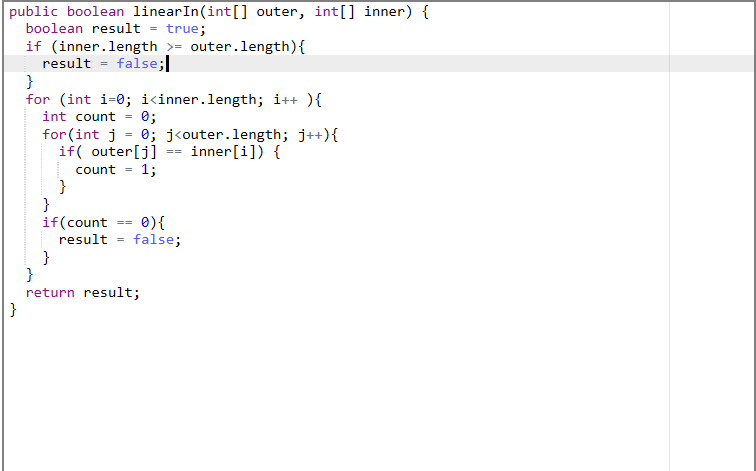 public boolean linearIn(int[] outer, int[] inner) {
  boolean result = true;
  if (inner.length >= outer.length){
    result = false;
  }
  for (int i=0; i<inner.length; i++ ){
    int count = 0;
    for(int j = 0; j<outer.length; j++){
      if( outer[j] == inner[i]) {
        count = 1;
      }
    }
    if(count == 0){
      result = false;
    }
  }
  return result;
}